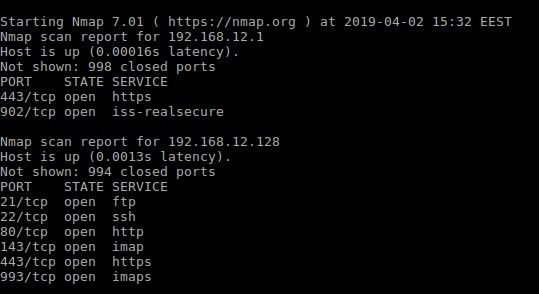 Starting Nmap 7.01 ( https://nmap.org ) at 2019-04-02 15:32 EEST
Nmap scan report for 192.168.12.1
Host is up (0.00016s latency).
Not shown: 998 closed ports
PORT    STATE SERVICE
443/tcp open  https
902/tcp open  iss-realsecure

Nmap scan report for 192.168.12.128
Host is up (0.0013s latency).
Not shown: 994 closed ports
PORT    STATE SERVICE
21/tcp  open  ftp
22/tcp  open  ssh
80/tcp  open  http
143/tcp open  imap
443/tcp open  https
993/tcp open  imaps